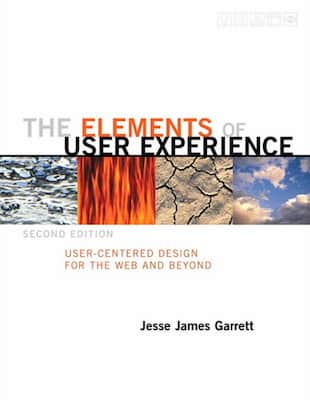 THE ELEMENTS OF
USER EXPERIENCE
SECOND EDITION
USER-CENTERED DESIGN
FOR THE WEB AND BEYOND
Jesse James Garrett